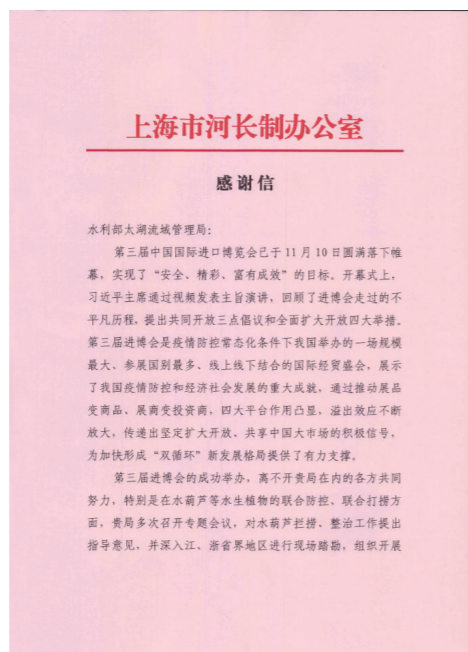 上海市河长制办公室
感谢信
水利部太湖流域管理局:
第三届中国国际进口博览会已于11月10日圆满落下帷
幕，实现了“安全、精彩、富有成效”的目标。开幕式上，
习近平主席通过视频发表主旨演讲，回顾了进博会走过的不
平凡历程，提出共同开放三点倡议和全面扩大开放四大举措。
第三届进博会是疫情防控常态化条件下我国举办的一场规模
最大、参展国别最多、线上线下结合的国际经贸盛会，展示
了我国疫情防控和经济社会发展的重大成就，通过推动展品
变商品、展商变投资商，四大平台作用凸显，溢出效应不断
放大，传递出坚定扩大开放、共享中国大市场的积极信号，
为加快形成“双循环”新发展格局提供了有力支撑。
第三届进博会的成功举办，离不开贵局在内的各方共同
努力，特别是在水葫芦等水生植物的联合防控、联合打捞方
面，贵局多次召开专题会议，对水葫芦拦捞、整治工作提出
指导意见，并深入江、浙省界地区进行现场踏勘，组织开展